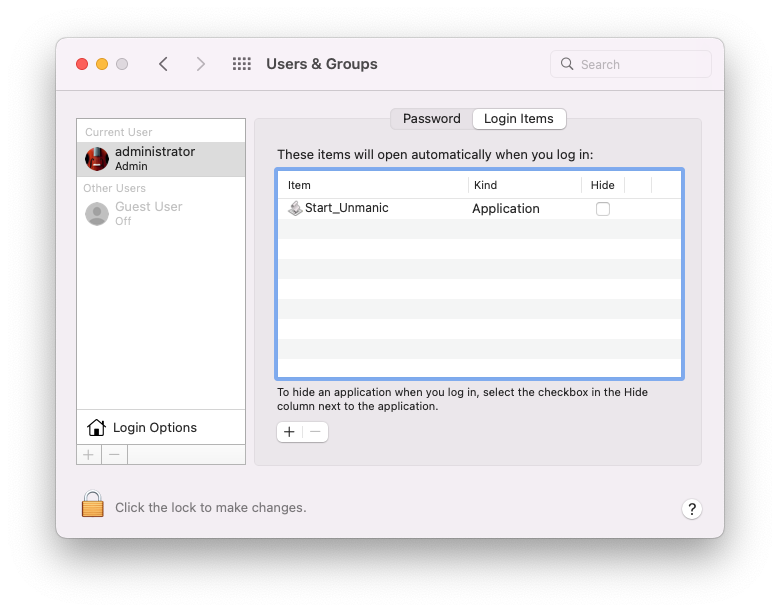 Users & Groups
Search
Password
Login Items
Current User
administrator
Admin
Other Users
Guest User
Off
Login Options
These items will open automatically when you log in:
Item Kind Hide
Start_Unmanic Application
To hide an application when you log in, select the checkbox in the Hide
column next to the application.
+ −
+ −
Click the lock to make changes.
?